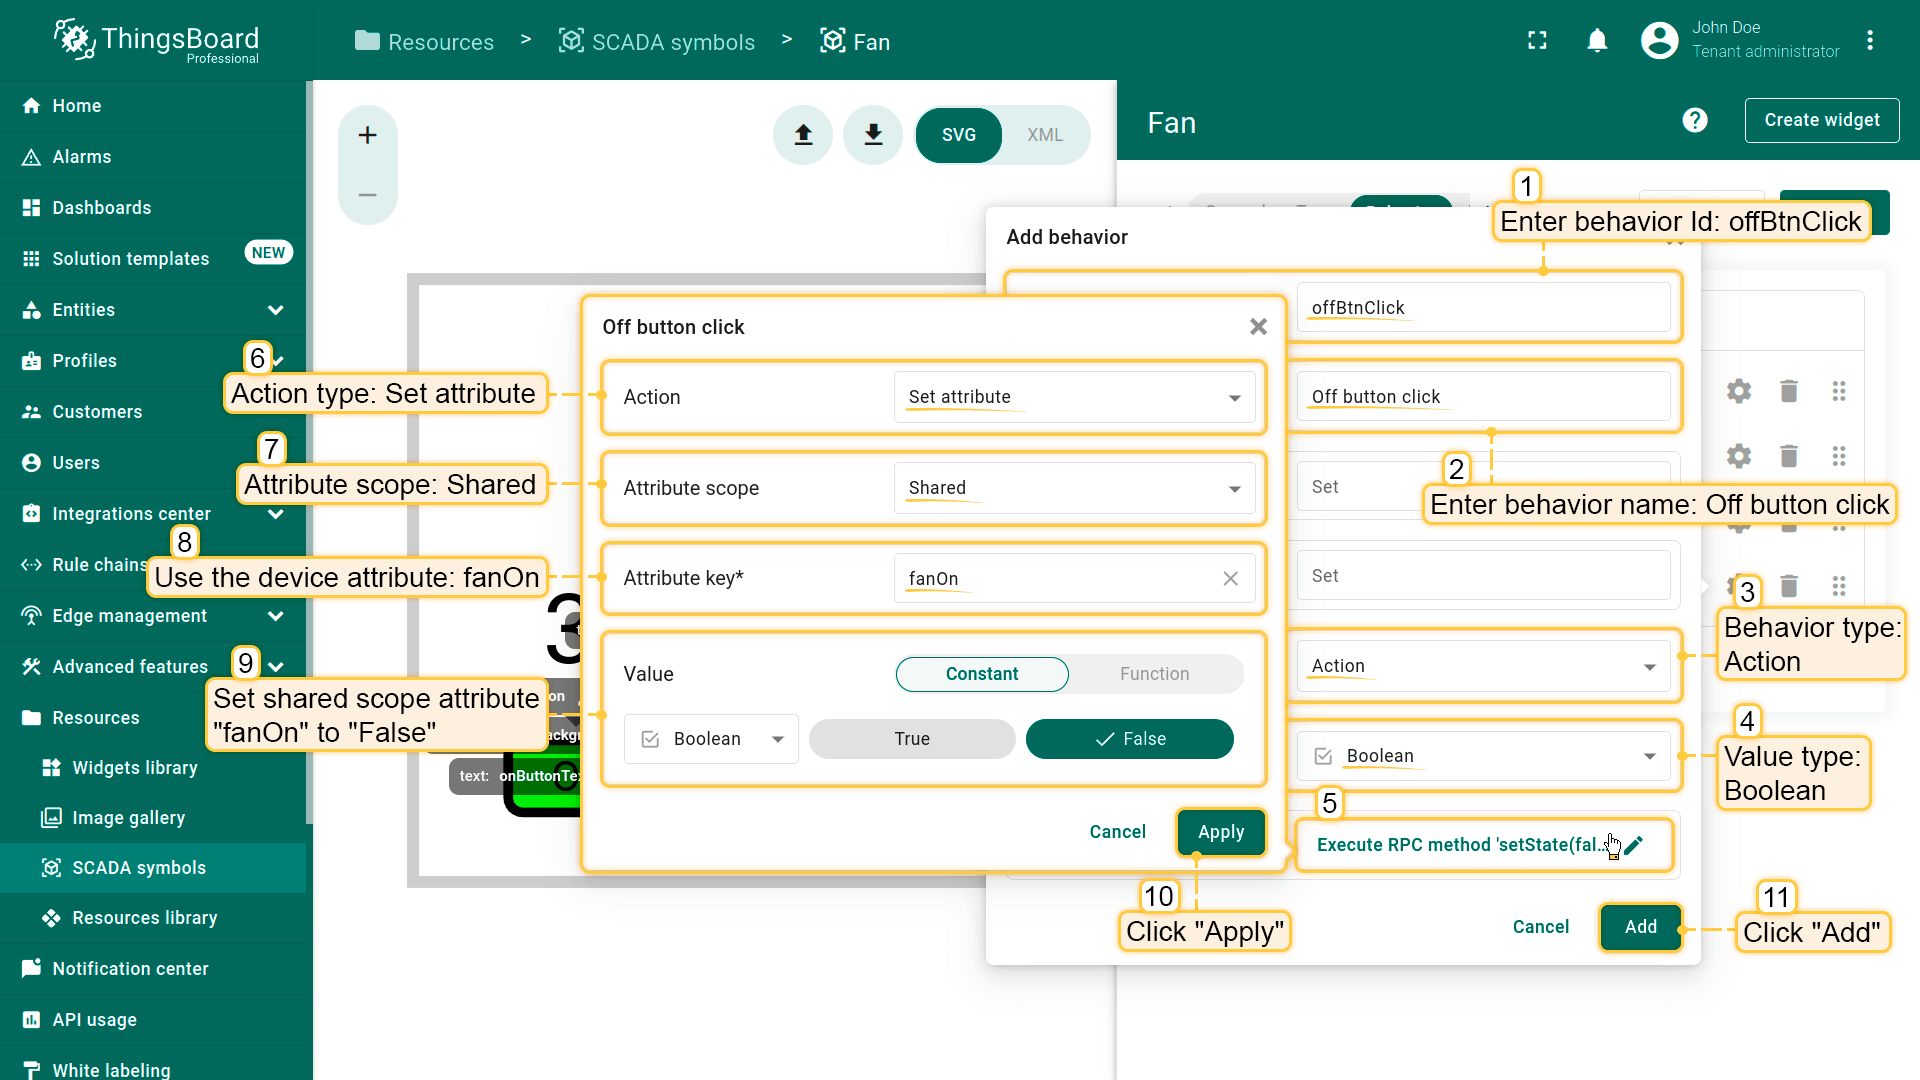 ThingsBoard
Professional
Resources > SCADA symbols > Fan
John Doe
Tenant administrator
Home
Alarms
Dashboards
Solution templates
NEW
Entities
Profiles
Customers
Users
Integrations center
Rule chains
Edge management
Advanced features
Resources
Widgets library
Image gallery
SCADA symbols
Resources library
Notification center
API usage
White labeling
SVG
XML
Fan
?
Create widget
Add behavior
1
Enter behavior Id: offBtnClick
offBtnClick
Off button click
2
Enter behavior name: Off button click
Set
Set
3
Behavior type:
Action
Action
4
Value type:
Boolean
Boolean
5
Execute RPC method 'setState(fal...
Cancel
Add
11
Click "Add"
Off button click
6
Action type: Set attribute
Action
Set attribute
7
Attribute scope: Shared
Attribute scope
Shared
8
Use the device attribute: fanOn
Attribute key*
fanOn
9
Set shared scope attribute
"fanOn" to "False"
Value
Constant
Function
Boolean
True
False
Cancel
Apply
10
Click "Apply"
3
on
text: onButtonTe